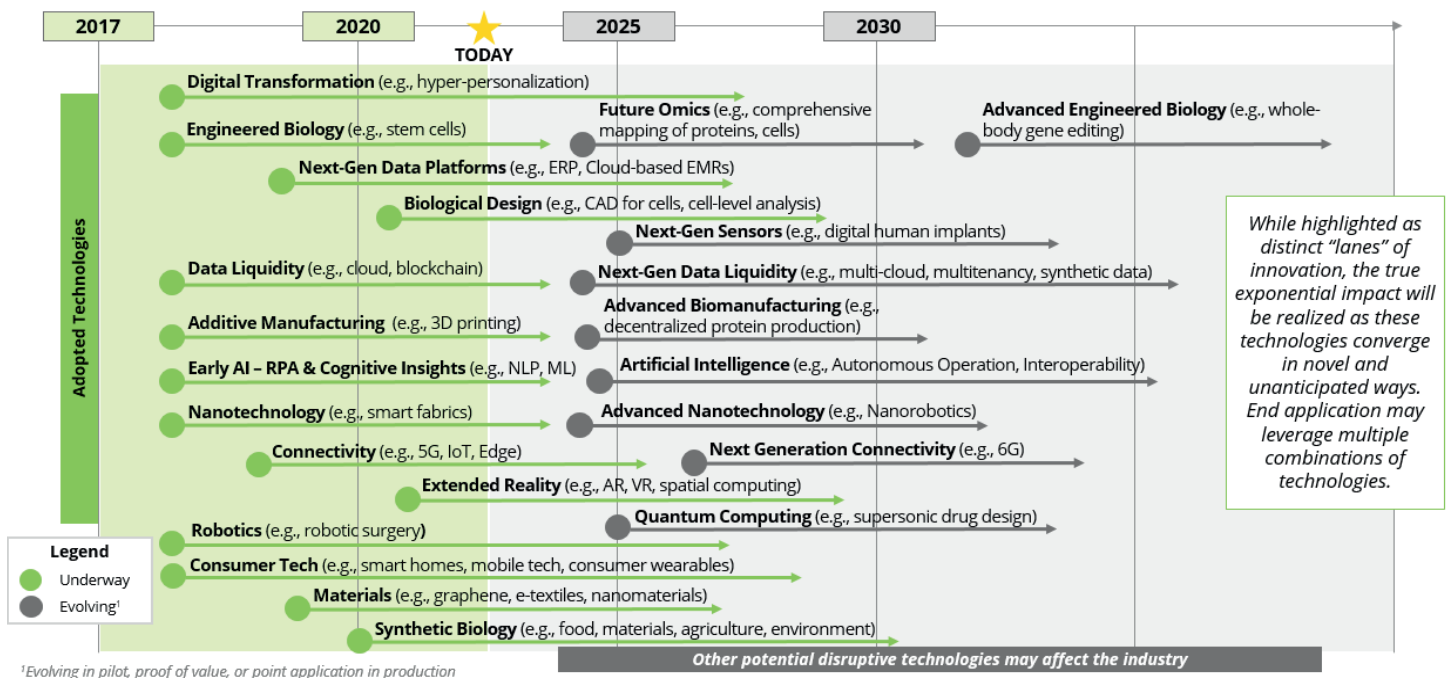 2017
2020
2025
2030
TODAY
Adopted Technologies
Digital Transformation (e.g., hyper-personalization)
Future Omics (e.g., comprehensive
mapping of proteins, cells)
Advanced Engineered Biology (e.g., whole-
body gene editing)
Engineered Biology (e.g., stem cells)
Next-Gen Data Platforms (e.g., ERP, Cloud-based EMRs)
Biological Design (e.g., CAD for cells, cell-level analysis)
Next-Gen Sensors (e.g., digital human implants)
Data Liquidity (e.g., cloud, blockchain)
Next-Gen Data Liquidity (e.g., multi-cloud, multitenancy, synthetic data)
Advanced Biomanufacturing (e.g.,
decentralized protein production)
Additive Manufacturing (e.g., 3D printing)
Early AI – RPA & Cognitive Insights (e.g., NLP, ML)
Artificial Intelligence (e.g., Autonomous Operation, Interoperability)
Nanotechnology (e.g., smart fabrics)
Advanced Nanotechnology (e.g., Nanorobotics)
Connectivity (e.g., 5G, IoT, Edge)
Next Generation Connectivity (e.g., 6G)
Extended Reality (e.g., AR, VR, spatial computing)
Quantum Computing (e.g., supersonic drug design)
Robotics (e.g., robotic surgery)
Consumer Tech (e.g., smart homes, mobile tech, consumer wearables)
Materials (e.g., graphene, e-textiles, nanomaterials)
Synthetic Biology (e.g., food, materials, agriculture, environment)
While highlighted as
distinct “lanes” of
innovation, the true
exponential impact will
be realized as these
technologies converge
in novel and
unanticipated ways.
End application may
leverage multiple
combinations of
technologies.
Legend
Underway
Evolving¹
Other potential disruptive technologies may affect the industry
¹Evolving in pilot, proof of value, or point application in production